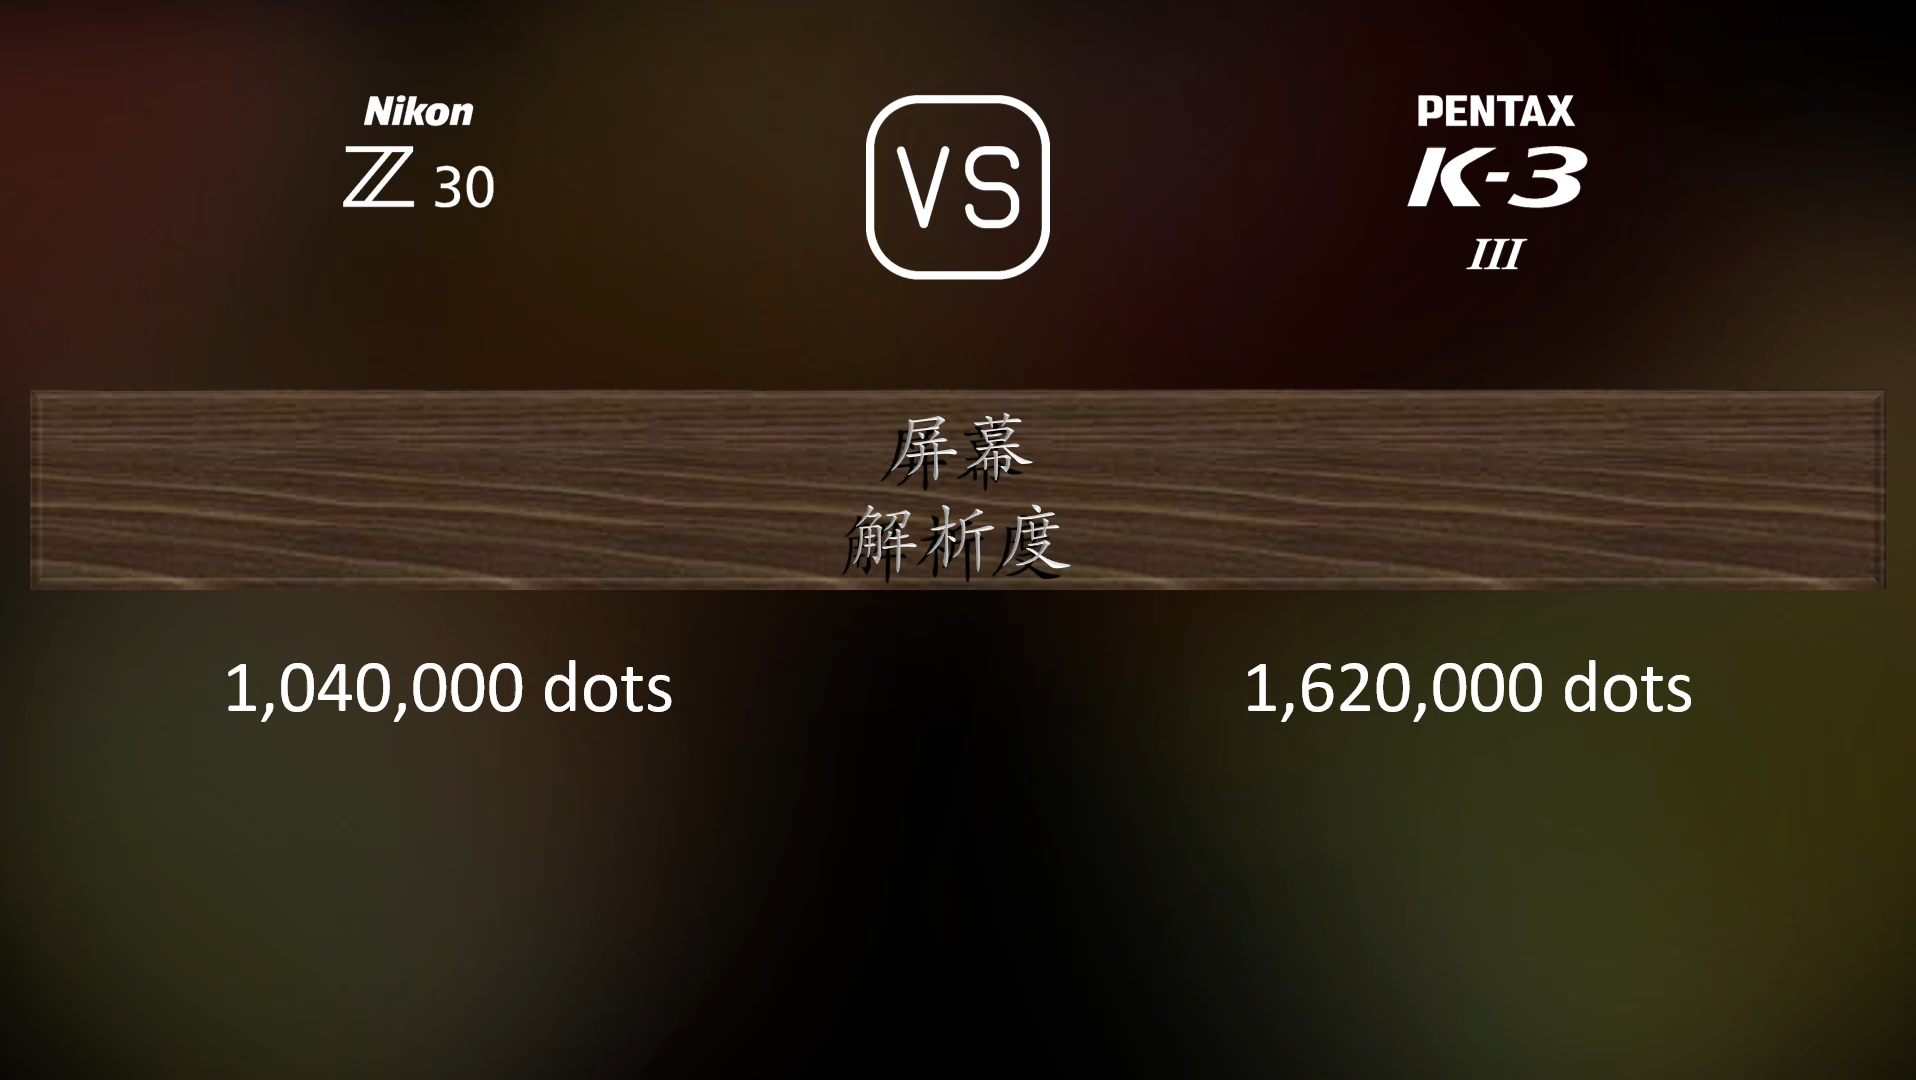 Nikon
Z 30
VS
PENTAX
K-3
III
屏幕
解析度
1,040,000 dots
1,620,000 dots